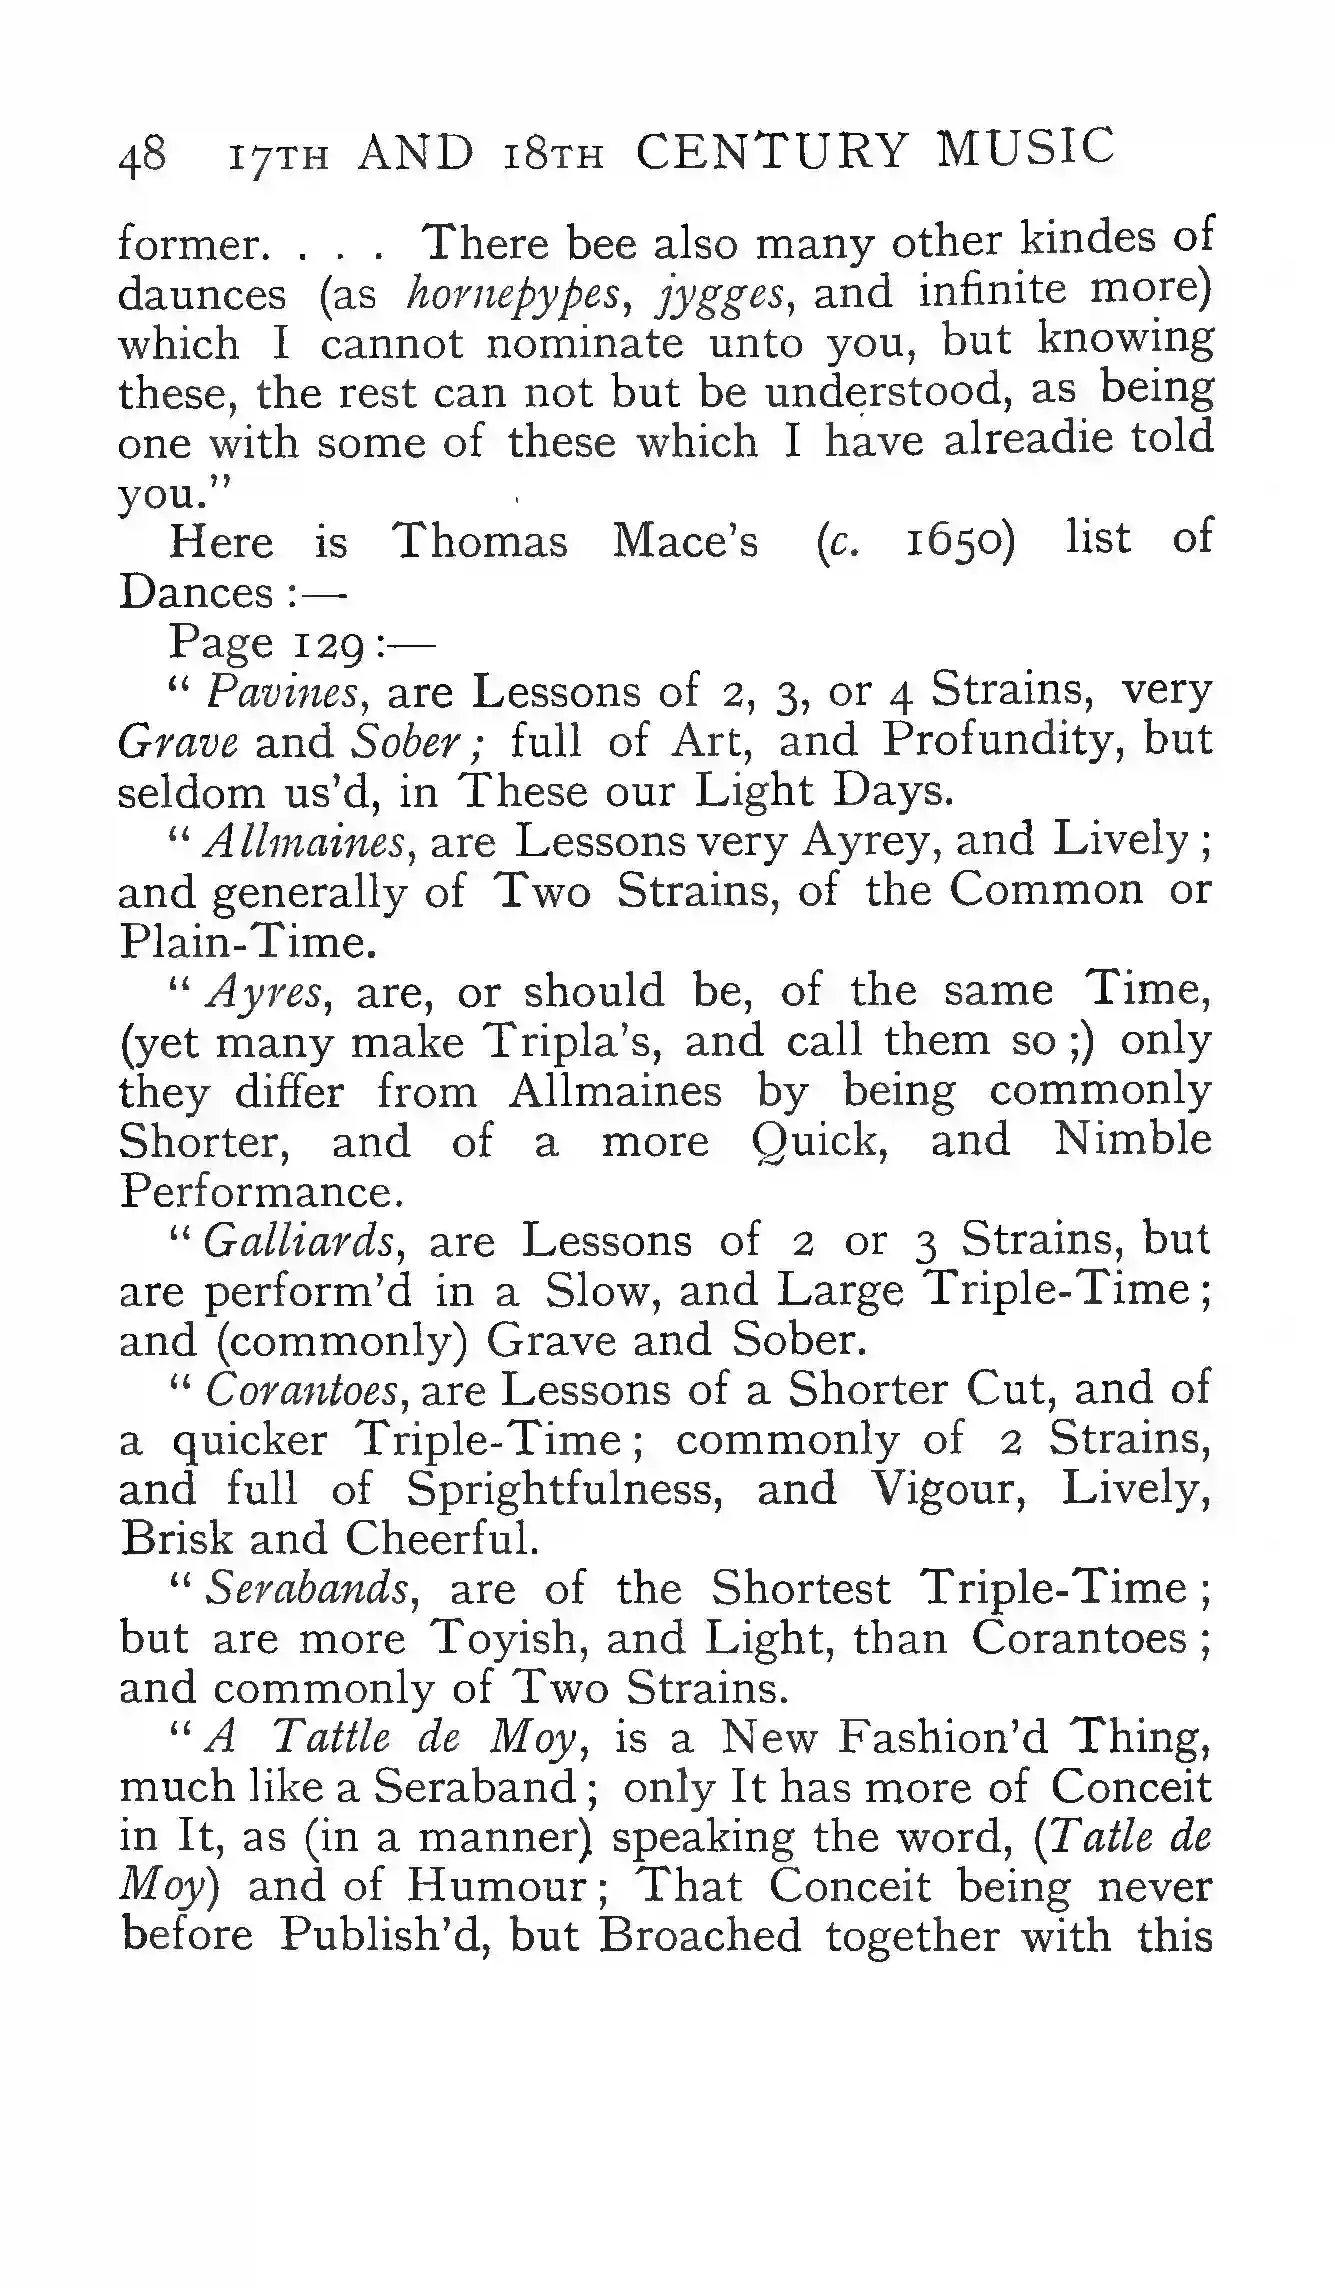 48 17TH AND 18TH CENTURY MUSIC
former. . . . There bee also many other kindes of
daunces (as hornepypes, jygges, and infinite more)
which I cannot nominate unto you, but knowing
these, the rest can not but be understood, as being
one with some of these which I have alreadie told
you."
Here is Thomas Mace's (c. 1650) list of
Dances :—
Page 129 :—
" Pavines, are Lessons of 2, 3, or 4 Strains, very
Grave and Sober ; full of Art, and Profundity, but
seldom us'd, in These our Light Days.
" Allmaines, are Lessons very Ayrey, and Lively ;
and generally of Two Strains, of the Common or
Plain-Time.
" Ayres, are, or should be, of the same Time,
(yet many make Tripla's, and call them so ;) only
they differ from Allmaines by being commonly
Shorter, and of a more Quick, and Nimble
Performance.
" Galliards, are Lessons of 2 or 3 Strains, but
are perform'd in a Slow, and Large Triple-Time ;
and (commonly) Grave and Sober.
" Corantoes, are Lessons of a Shorter Cut, and of
a quicker Triple-Time ; commonly of 2 Strains,
and full of Sprightfulness, and Vigour, Lively,
Brisk and Cheerful.
" Serabands, are of the Shortest Triple-Time ;
but are more Toyish, and Light, than Corantoes ;
and commonly of Two Strains.
" A Tattle de Moy, is a New Fashion'd Thing,
much like a Seraband ; only It has more of Conceit
in It, as (in a manner) speaking the word, (Tatle de
Moy) and of Humour ; That Conceit being never
before Publish'd, but Broached together with this